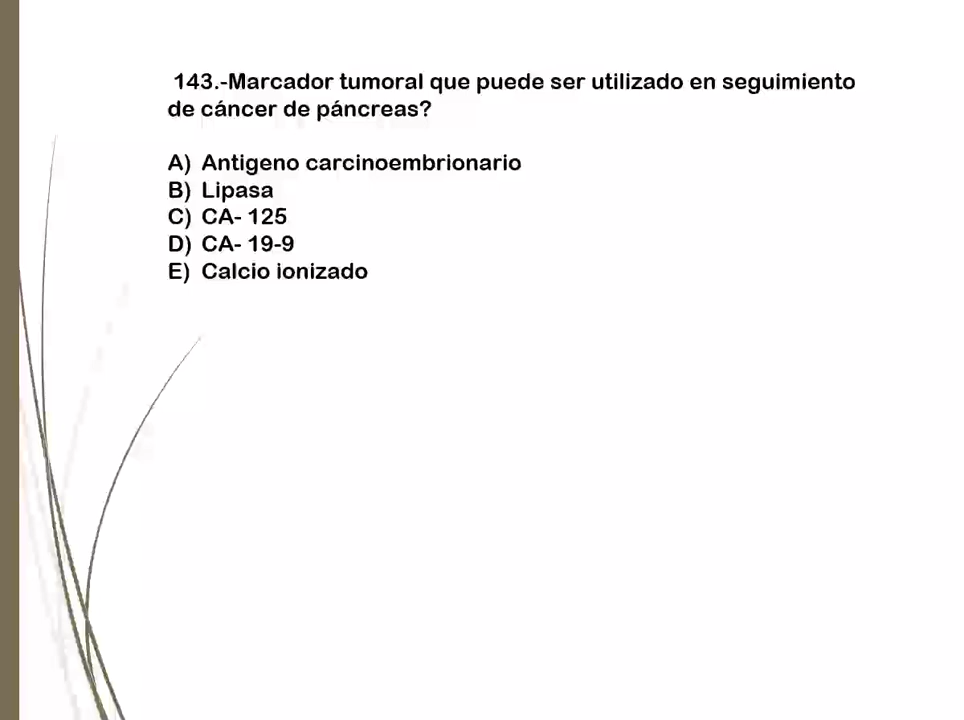 143.-Marcador tumoral que puede ser utilizado en seguimiento
de cáncer de páncreas?
A) Antigeno carcinoembrionario
B) Lipasa
C) CA- 125
D) CA- 19-9
E) Calcio ionizado